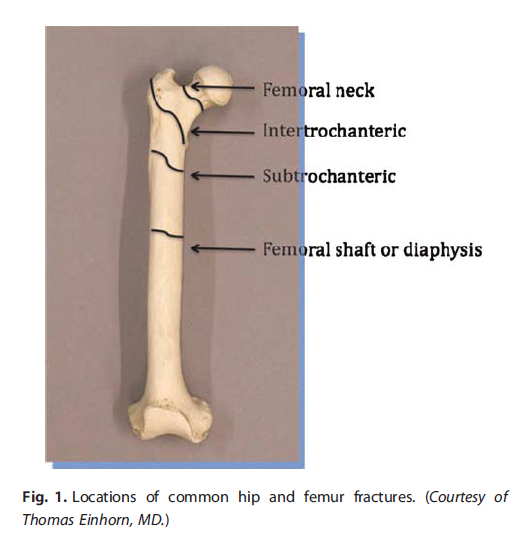 Femoral neck
Intertrochanteric
Subtrochanteric
Femoral shaft or diaphysis
Fig. 1. Locations of common hip and femur fractures. (Courtesy of
Thomas Einhorn, MD.)